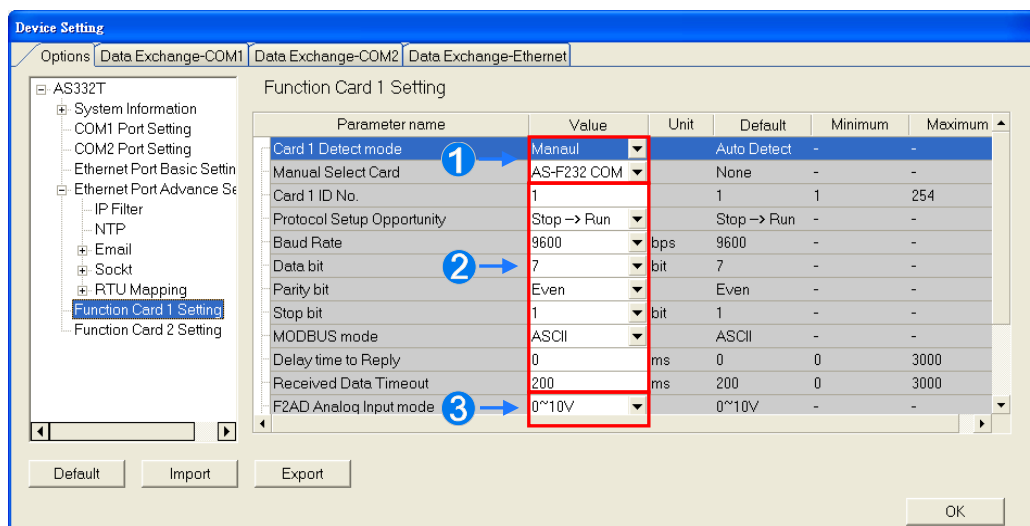 Device Setting
Options Data Exchange-COM1 Data Exchange-COM2 Data Exchange-Ethernet
AS332T
System Information
COM1 Port Setting
COM2 Port Setting
Ethernet Port Basic Settin
Ethernet Port Advance Se
IP Filter
NTP
Email
Sockt
RTU Mapping
Function Card 1 Setting
Function Card 2 Setting
Function Card 1 Setting
Parameter name Value Unit Default Minimum Maximum
Card 1 Detect mode 1 Manaul Auto Detect - -
Manual Select Card AS-F232 COM None - -
Card 1 ID No. 1 1 1 254
Protocol Setup Opportunity Stop -> Run Stop -> Run - -
Baud Rate 9600 bps 9600 - -
Data bit 2 7 bit 7 - -
Parity bit Even Even - -
Stop bit 1 bit 1 - -
MODBUS mode ASCII ASCII - -
Delay time to Reply 0 ms 0 0 3000
Received Data Timeout 200 ms 200 0 3000
F2AD Analog Input mode 3 0~10V 0~10V - -
Default Import Export
OK